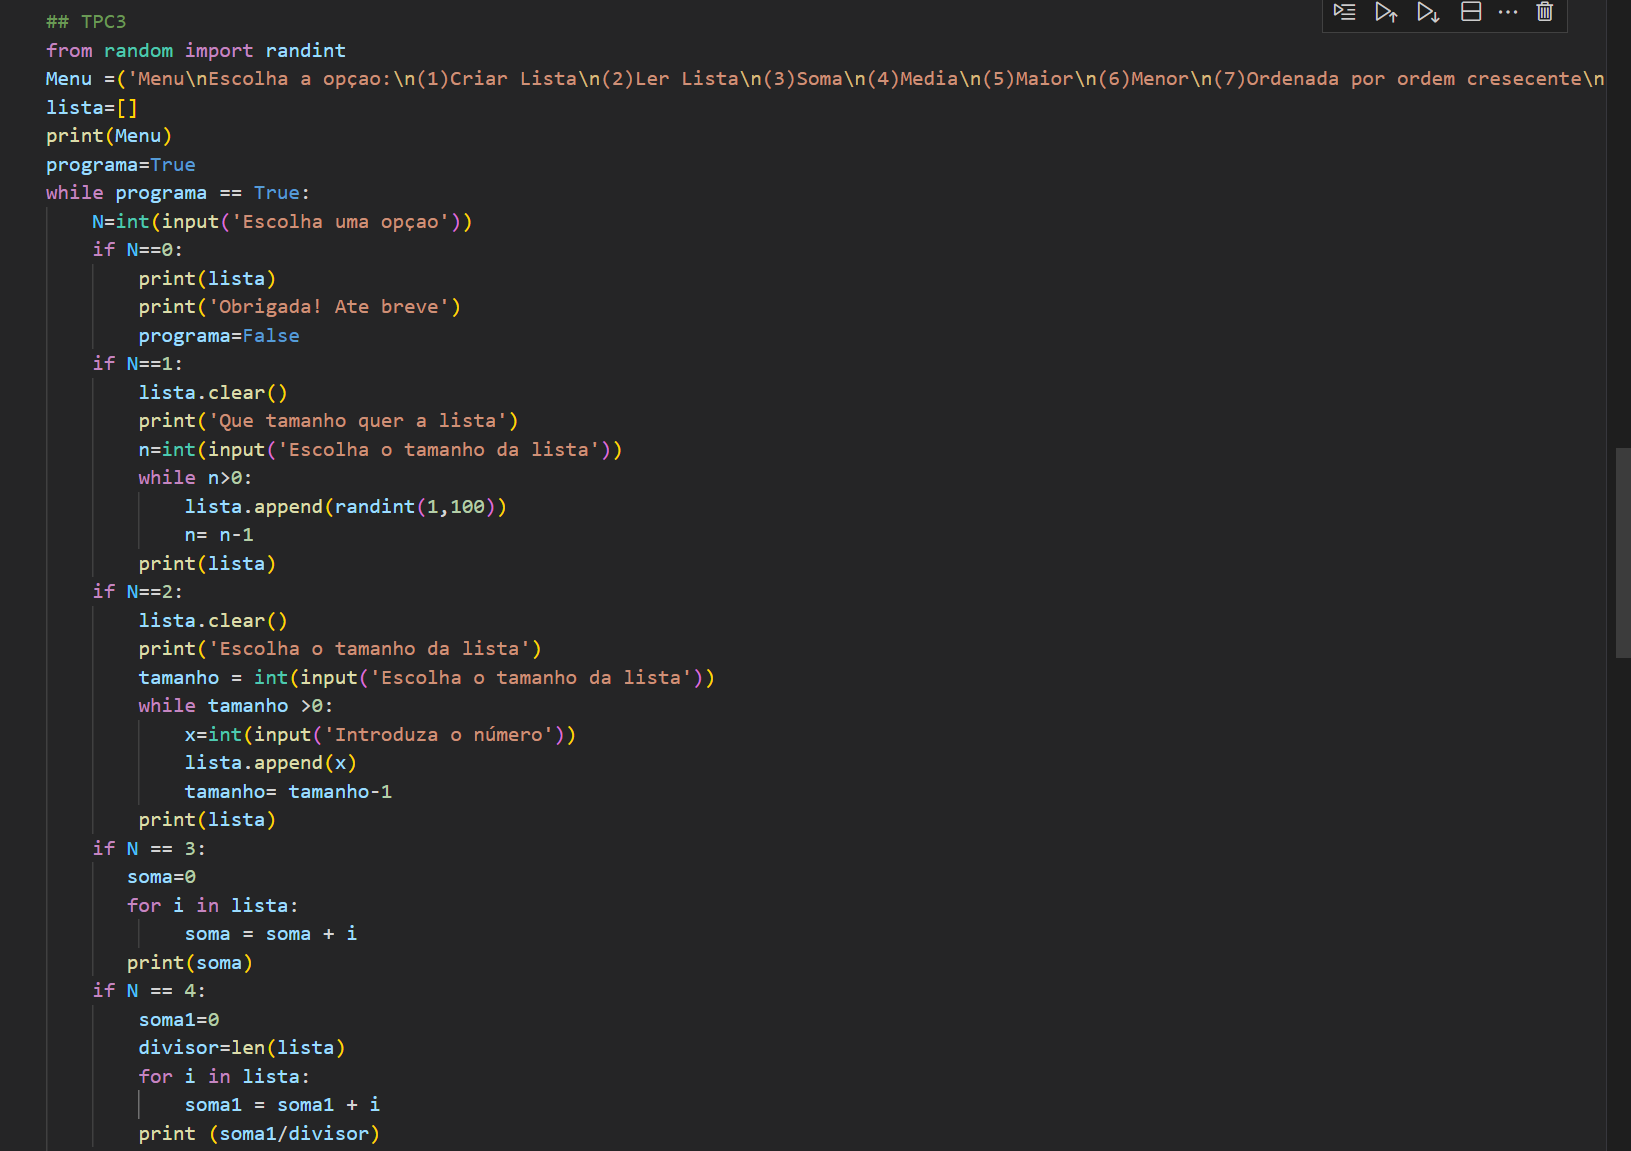 ## TPC3
from random import randint
Menu =('Menu\nEscolha a opçao:\n(1)Criar Lista\n(2)Ler Lista\n(3)Soma\n(4)Media\n(5)Maior\n(6)Menor\n(7)Ordenada por ordem cresecente\n
lista=[]
print(Menu)
programa=True
while programa == True:
    N=int(input('Escolha uma opçao'))
    if N==0:
        print(lista)
        print('Obrigada! Ate breve')
        programa=False
    if N==1:
        lista.clear()
        print('Que tamanho quer a lista')
        n=int(input('Escolha o tamanho da lista'))
        while n>0:
            lista.append(randint(1,100))
            n= n-1
        print(lista)
    if N==2:
        lista.clear()
        print('Escolha o tamanho da lista')
        tamanho = int(input('Escolha o tamanho da lista'))
        while tamanho >0:
            x=int(input('Introduza o número'))
            lista.append(x)
            tamanho= tamanho-1
        print(lista)
    if N == 3:
       soma=0
       for i in lista:
            soma = soma + i
       print(soma)
    if N == 4:
        soma1=0
        divisor=len(lista)
        for i in lista:
            soma1 = soma1 + i
        print (soma1/divisor)